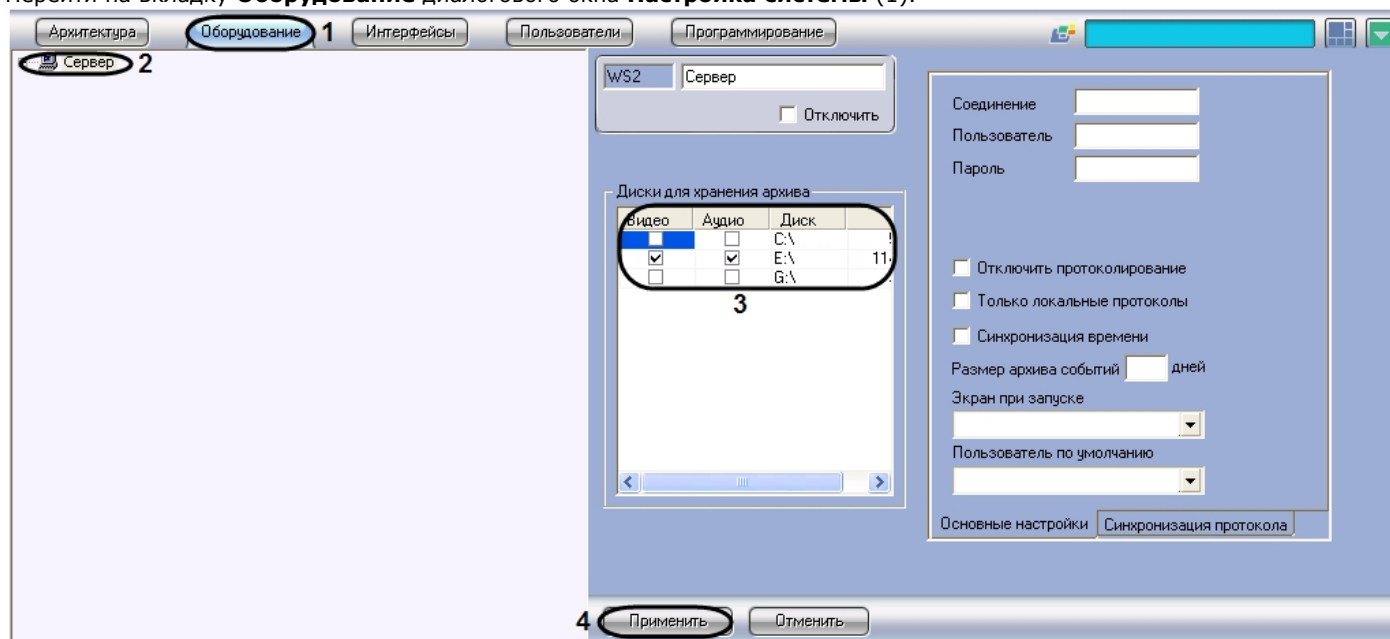 Перейти на вкладку Оборудование диалогового окна Настройка системы (1).
Архитектура Оборудование 1 Интерфейсы Пользователи Программирование
Сервер 2
WS2 Сервер
Отключить
Диски для хранения архива
Видео Аудио Диск
C:\
E:\ 11
G:\
3
Соединение
Пользователь
Пароль
Отключить протоколирование
Только локальные протоколы
Синхронизация времени
Размер архива событий дней
Экран при запуске
Пользователь по умолчанию
Основные настройки Синхронизация протокола
4 Применить Отменить